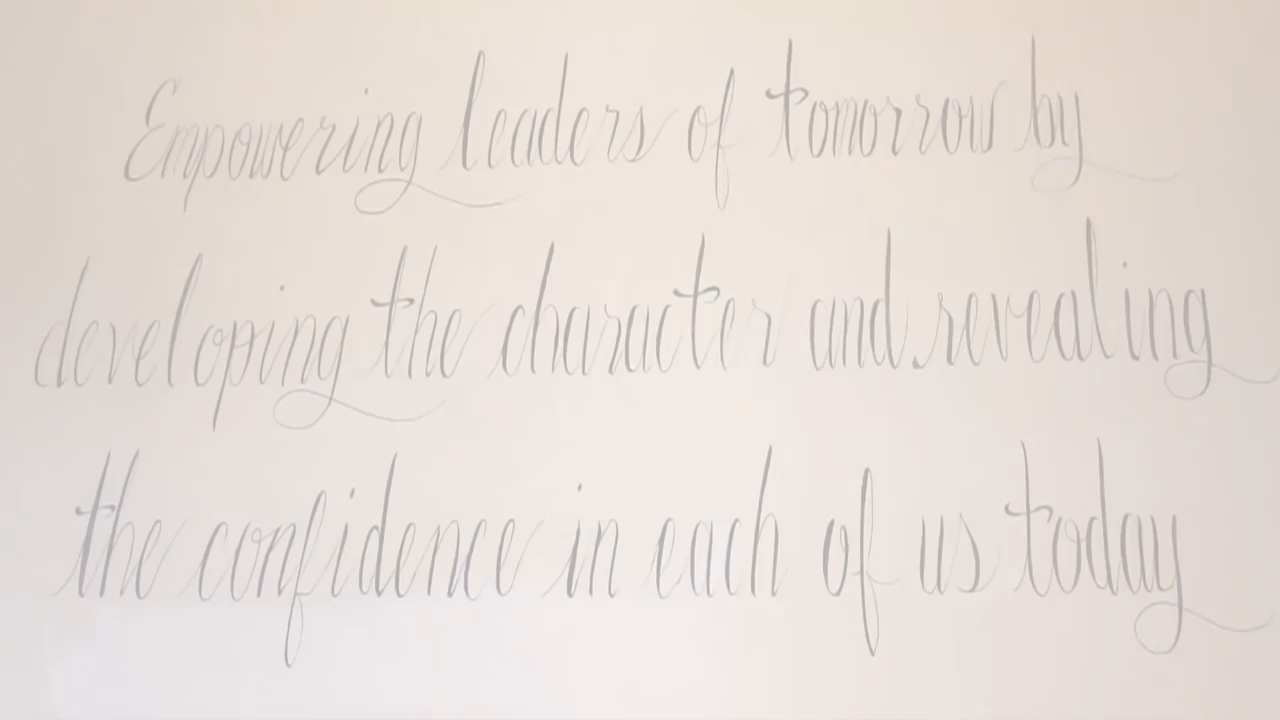 Empowering leaders of tomorrow by
developing the character and revealing
the confidence in each of us today